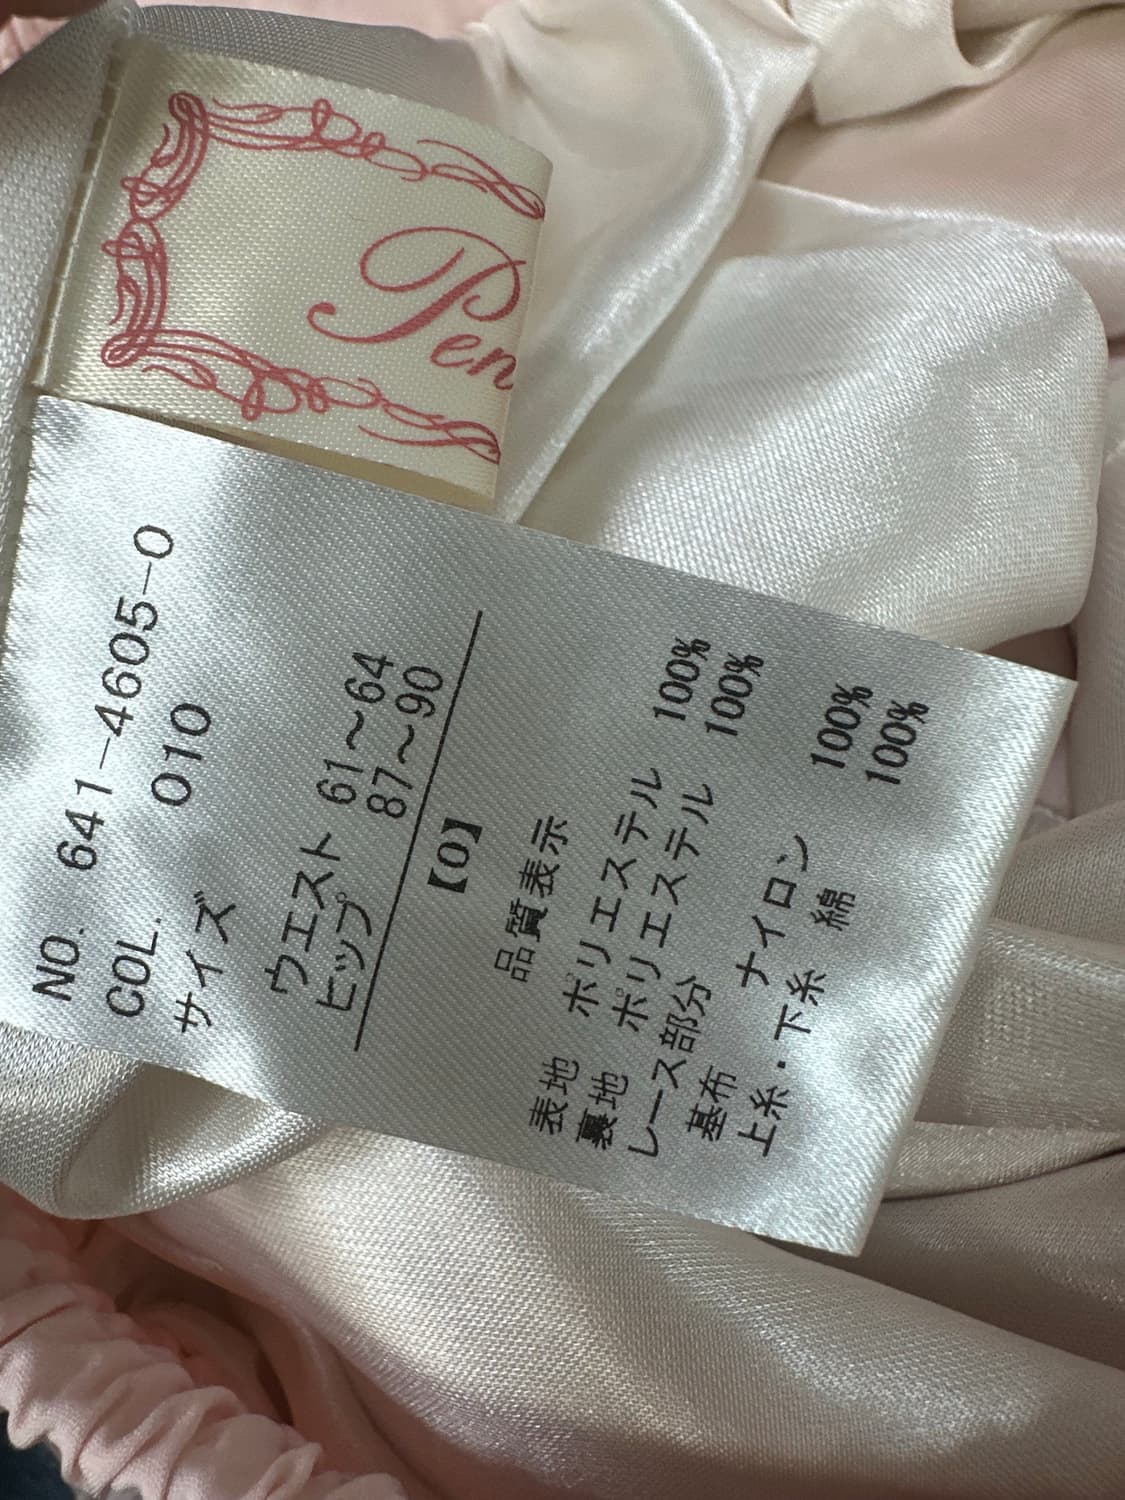 Pen
NO. 641-4605-0
COL. 010
サイズ
ウエスト 61〜64
ヒップ 87〜90
【0】
品質表示
表地 ポリエステル 100%
裏地 ポリエステル 100%
レース部分
基布 ナイロン 100%
上糸・下糸 綿 100%